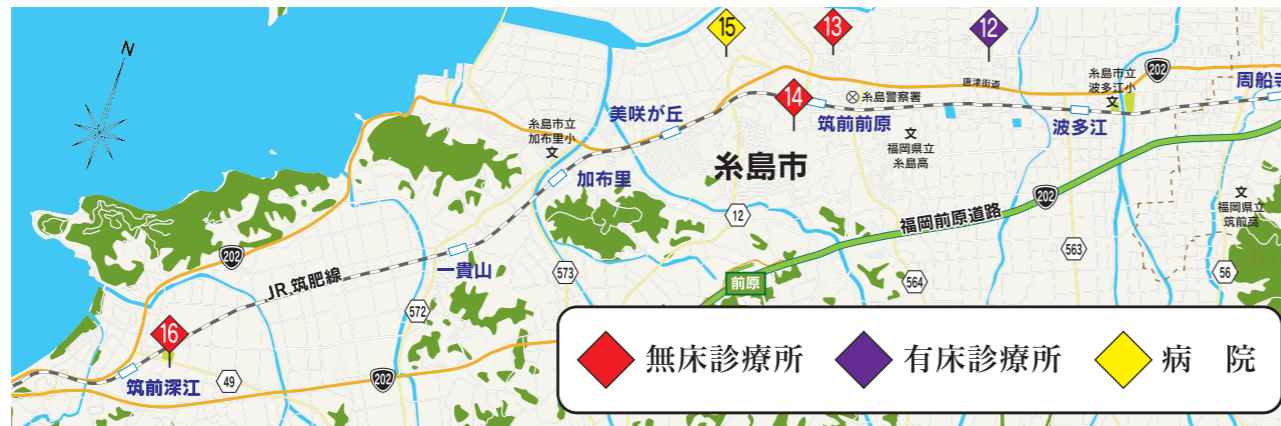 N
15
13
12
糸島市立
波多江小
文
202
周船寺
唐津街道
14
糸島警察署
美咲が丘
筑前前原
波多江
糸島市立
加布里小
文
文
福岡県立
糸島高
糸島市
加布里
文
福岡県立
筑前高
202
12
福岡前原道路
202
563
一貴山
JR 筑肥線
573
前原
564
56
572
16
筑前深江
49
202
無床診療所
有床診療所
病 院